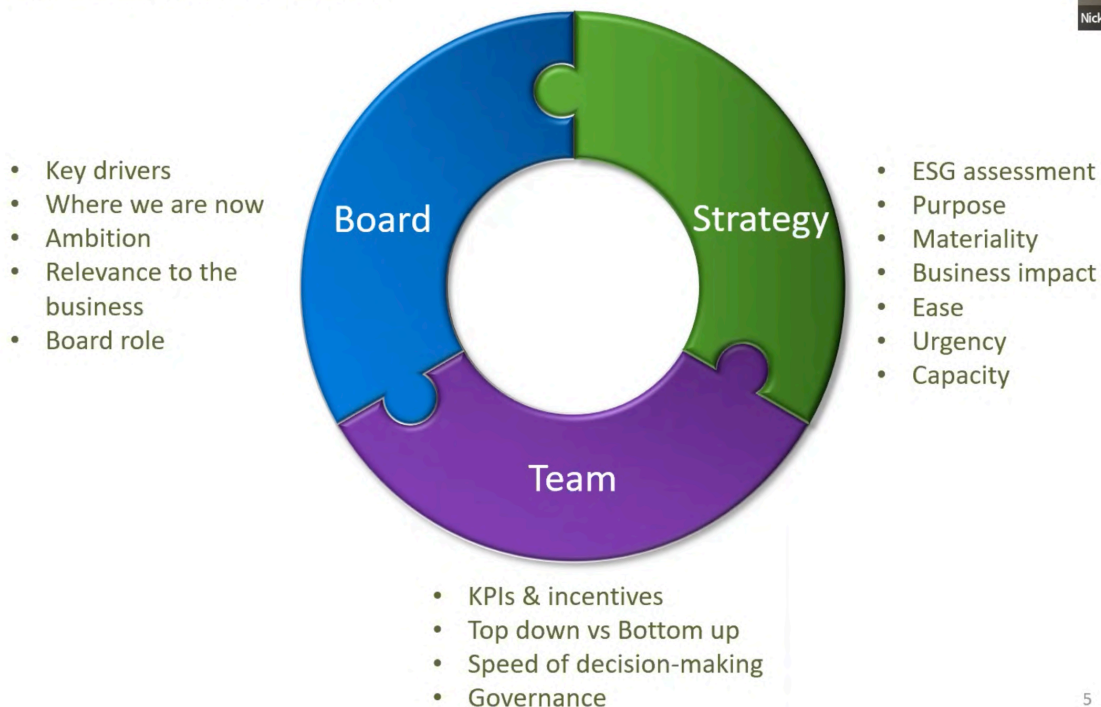 Nick
Board
Strategy
Team
• Key drivers
• Where we are now
• Ambition
• Relevance to the
business
• Board role
• ESG assessment
• Purpose
• Materiality
• Business impact
• Ease
• Urgency
• Capacity
• KPIs & incentives
• Top down vs Bottom up
• Speed of decision-making
• Governance
5